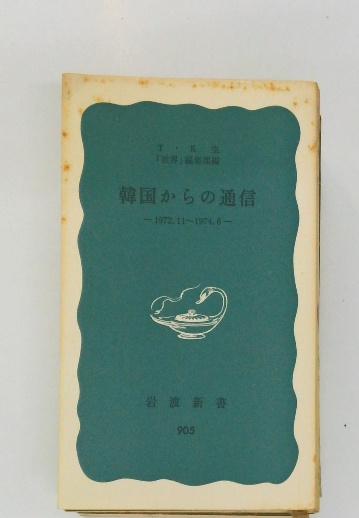 T・K生
「世界」編集部編
韓国からの通信
—1972.11～1974.6—
岩波新書
905